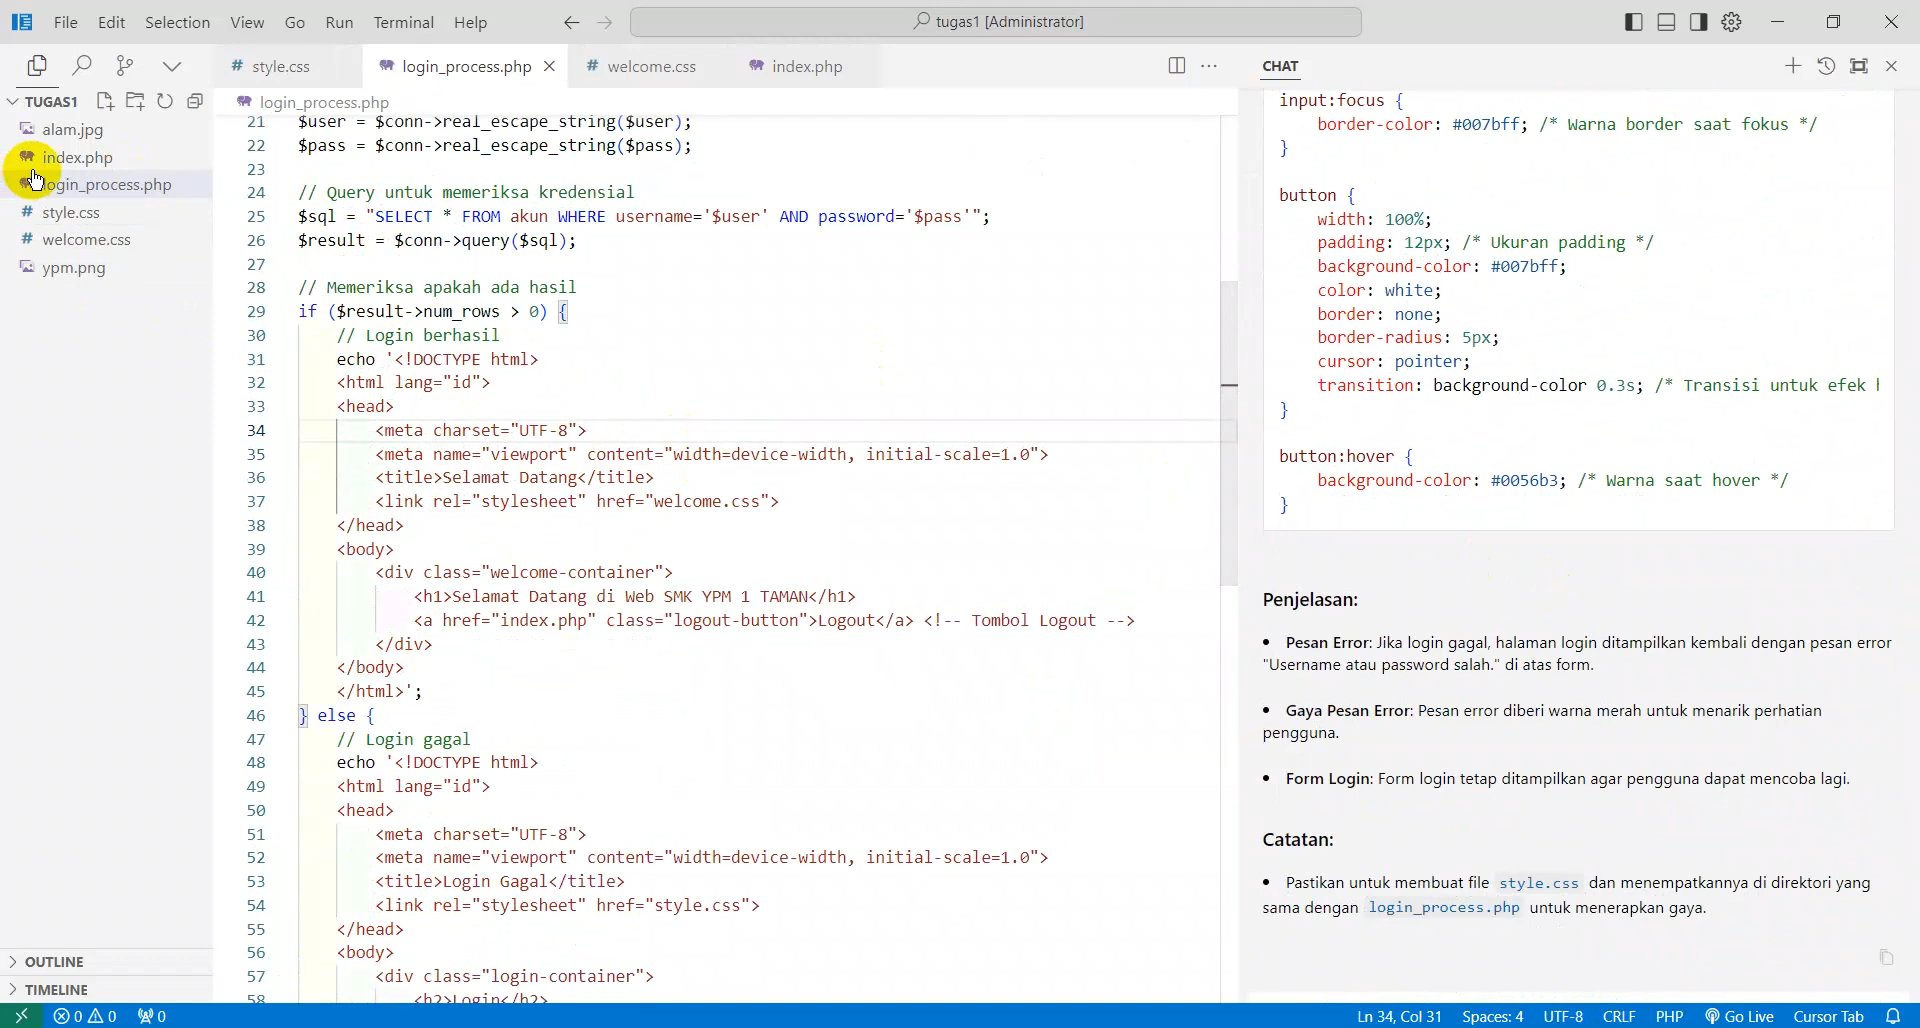 File Edit Selection View Go Run Terminal Help
tugas1 [Administrator]
# style.css
login_process.php
# welcome.css
index.php
TUGAS1
alam.jpg
index.php
login_process.php
# style.css
# welcome.css
ypm.png
OUTLINE
TIMELINE
login_process.php
21 $user = $conn->real_escape_string($user);
22 $pass = $conn->real_escape_string($pass);
23
24 // Query untuk memeriksa kredensial
25 $sql = "SELECT * FROM akun WHERE username='$user' AND password='$pass'";
26 $result = $conn->query($sql);
27
28 // Memeriksa apakah ada hasil
29 if ($result->num_rows > 0) {
30 // Login berhasil
31 echo '<!DOCTYPE html>
32 <html lang="id">
33 <head>
34 <meta charset="UTF-8">
35 <meta name="viewport" content="width=device-width, initial-scale=1.0">
36 <title>Selamat Datang</title>
37 <link rel="stylesheet" href="welcome.css">
38 </head>
39 <body>
40 <div class="welcome-container">
41 <h1>Selamat Datang di Web SMK YPM 1 TAMAN</h1>
42 <a href="index.php" class="logout-button">Logout</a> <!-- Tombol Logout -->
43 </div>
44 </body>
45 </html>';
46 } else {
47 // Login gagal
48 echo '<!DOCTYPE html>
49 <html lang="id">
50 <head>
51 <meta charset="UTF-8">
52 <meta name="viewport" content="width=device-width, initial-scale=1.0">
53 <title>Login Gagal</title>
54 <link rel="stylesheet" href="style.css">
55 </head>
56 <body>
57 <div class="login-container">
58 <h2>Login</h2>
CHAT
input:focus {
border-color: #007bff; /* Warna border saat fokus */
}
button {
width: 100%;
padding: 12px; /* Ukuran padding */
background-color: #007bff;
color: white;
border: none;
border-radius: 5px;
cursor: pointer;
transition: background-color 0.3s; /* Transisi untuk efek
}
button:hover {
background-color: #0056b3; /* Warna saat hover */
}
Penjelasan:
• Pesan Error: Jika login gagal, halaman login ditampilkan kembali dengan pesan error
"Username atau password salah." di atas form.
• Gaya Pesan Error: Pesan error diberi warna merah untuk menarik perhatian
pengguna.
• Form Login: Form login tetap ditampilkan agar pengguna dapat mencoba lagi.
Catatan:
• Pastikan untuk membuat file style.css dan menempatkannya di direktori yang
sama dengan login_process.php untuk menerapkan gaya.
0 0 0 Ln 34, Col 31 Spaces: 4 UTF-8 CRLF PHP Go Live Cursor Tab